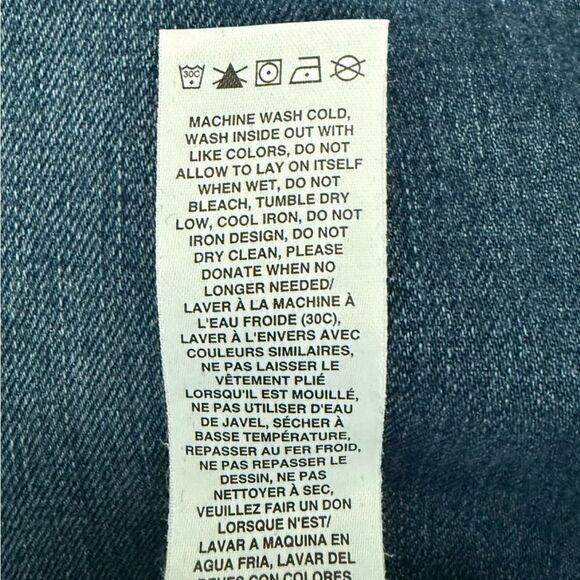 30C
MACHINE WASH COLD,
WASH INSIDE OUT WITH
LIKE COLORS, DO NOT
ALLOW TO LAY ON ITSELF
WHEN WET, DO NOT
BLEACH, TUMBLE DRY
LOW, COOL IRON, DO NOT
IRON DESIGN, DO NOT
DRY CLEAN, PLEASE
DONATE WHEN NO
LONGER NEEDED/
LAVER À LA MACHINE À
L'EAU FROIDE (30C),
LAVER À L'ENVERS AVEC
COULEURS SIMILAIRES,
NE PAS LAISSER LE
VÊTEMENT PLIÉ
LORSQU'IL EST MOUILLÉ,
NE PAS UTILISER D'EAU
DE JAVEL, SÉCHER À
BASSE TEMPÉRATURE,
REPASSER AU FER FROID,
NE PAS REPASSER LE
DESSIN, NE PAS
NETTOYER À SEC,
VEUILLEZ FAIRE UN DON
LORSQUE N'EST/
LAVAR A MAQUINA EN
AGUA FRIA, LAVAR DEL
REVES CON COLORES